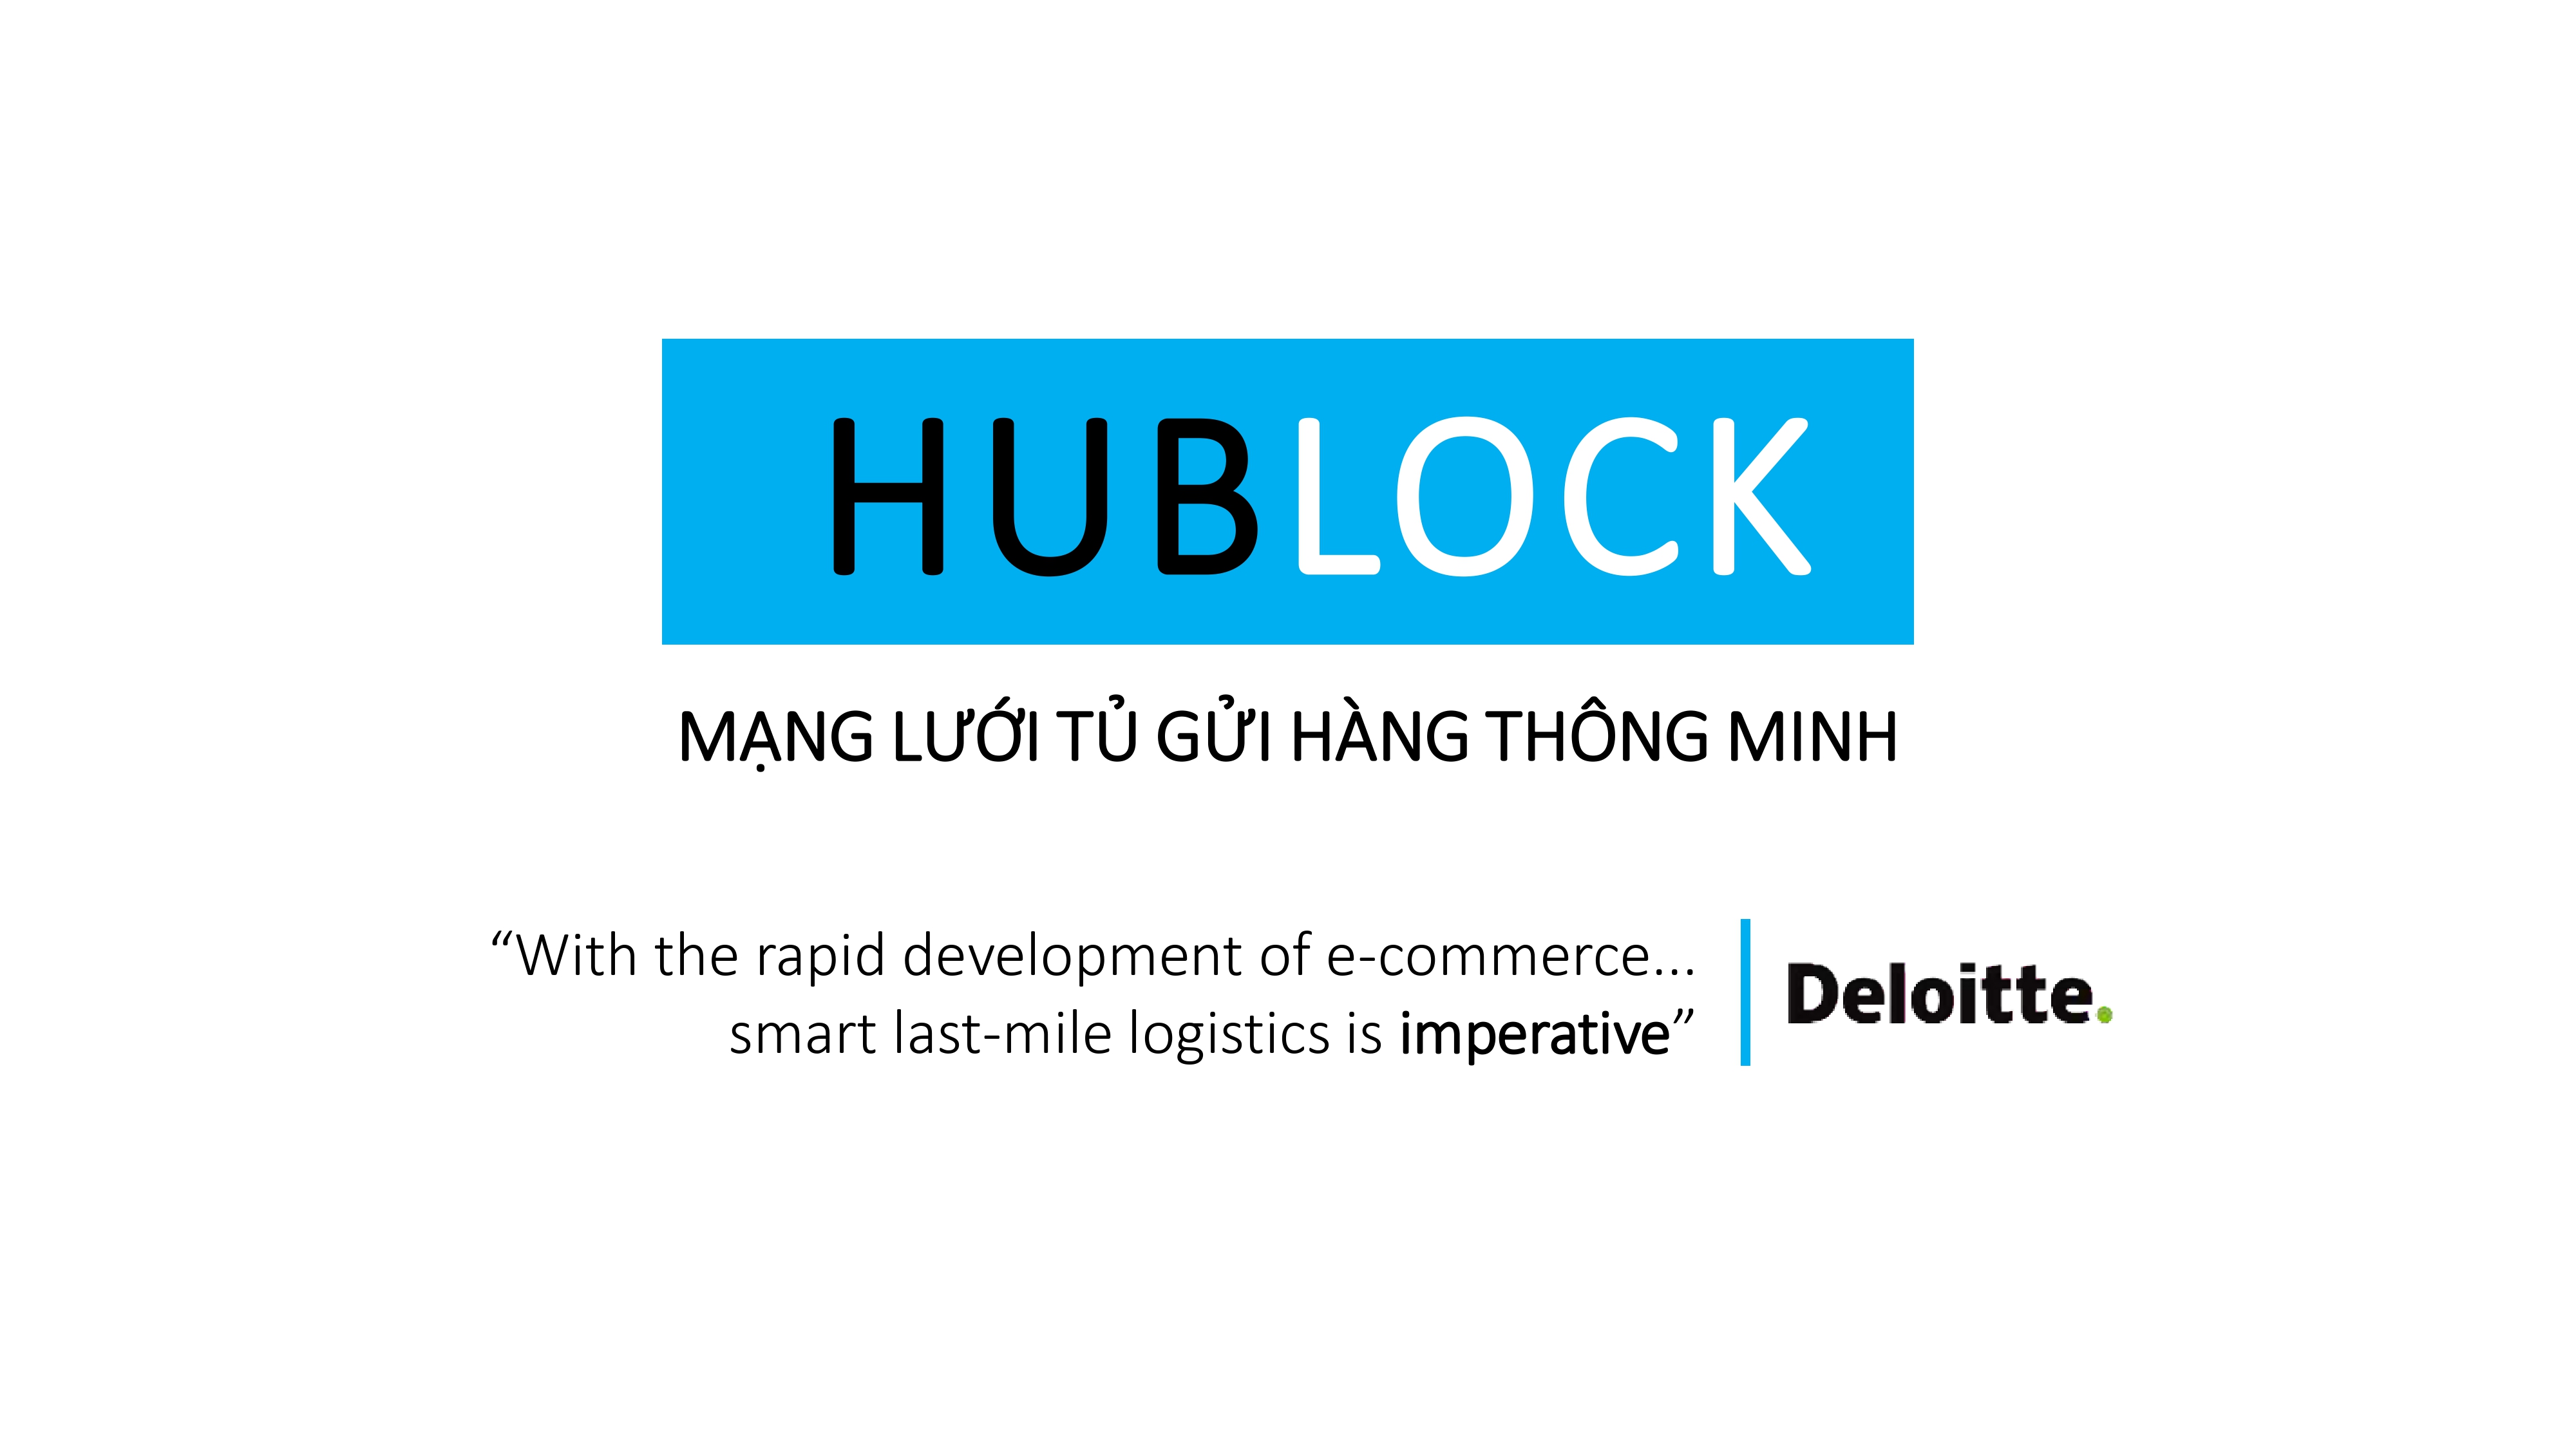 HUBLOCK
MẠNG LƯỚI TỦ GỬI HÀNG THÔNG MINH
“With the rapid development of e-commerce...
smart last-mile logistics is imperative”
Deloitte.